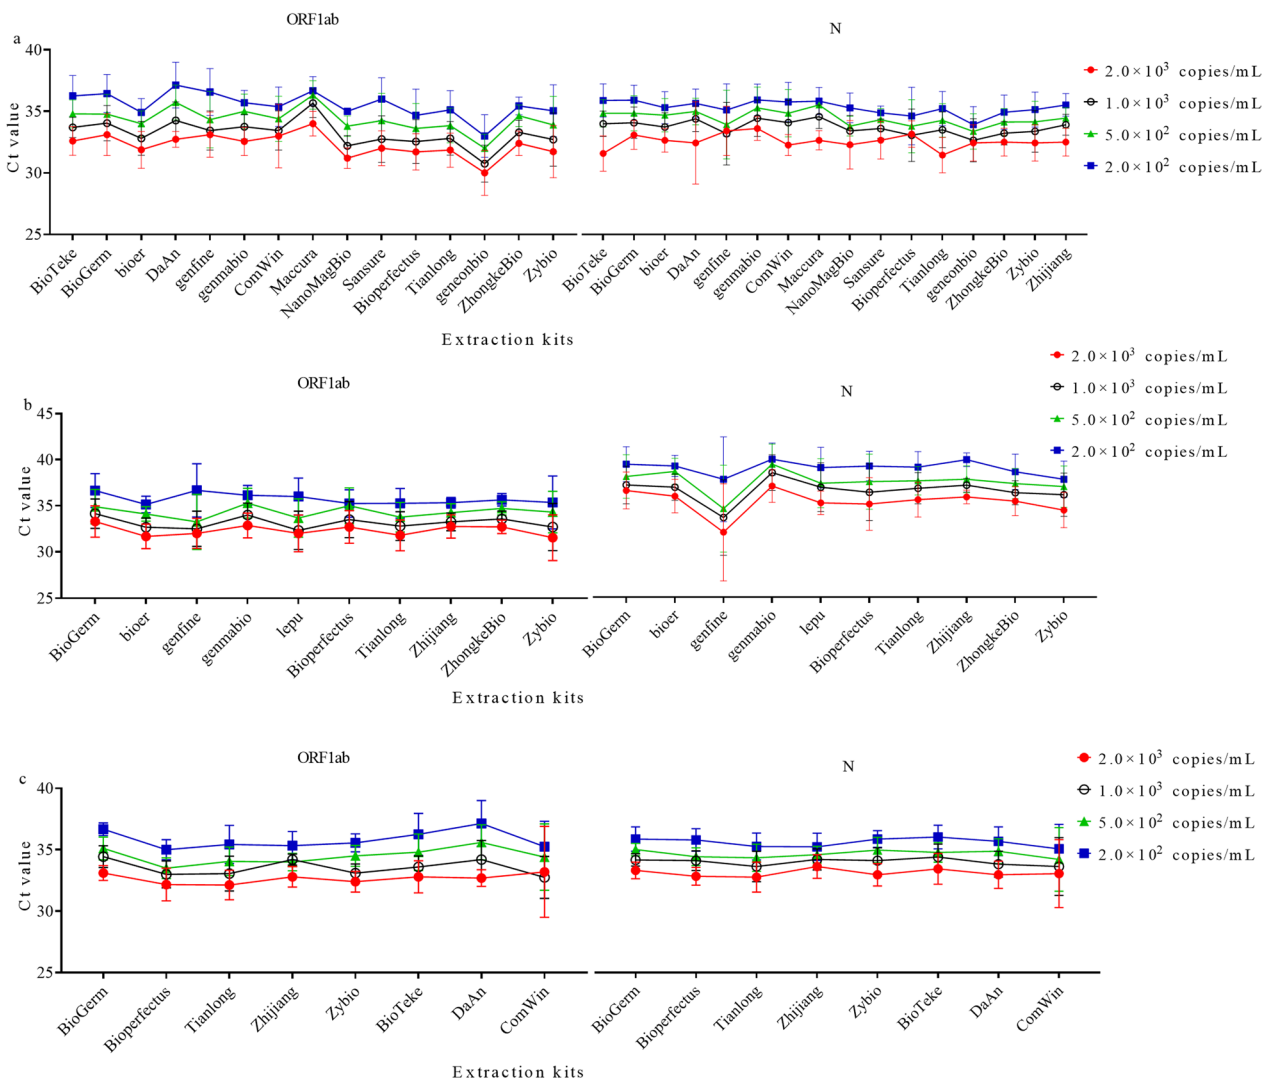 ORF1ab
N
a
Ct value
40
35
30
25
2.0×10³ copies/mL
1.0×10³ copies/mL
5.0×10² copies/mL
2.0×10² copies/mL
BioTeke
BioGerm
bioer
DaAn
genfine
genmabio
ComWin
Maccura
NanoMagBio
Sansure
Bioperfectus
Tianlong
geneonbio
ZhongkeBio
Zybio
BioTeke
BioGerm
bioer
DaAn
genfine
genmabio
ComWin
Maccura
NanoMagBio
Sansure
Bioperfectus
Tianlong
geneonbio
ZhongkeBio
Zybio
Zhijiang
Extraction kits
ORF1ab
N
b
Ct value
45
40
35
30
25
2.0×10³ copies/mL
1.0×10³ copies/mL
5.0×10² copies/mL
2.0×10² copies/mL
BioGerm
bioer
genfine
genmabio
lepu
Bioperfectus
Tianlong
Zhijiang
ZhongkeBio
Zybio
BioGerm
bioer
genfine
genmabio
lepu
Bioperfectus
Tianlong
Zhijiang
ZhongkeBio
Zybio
Extraction kits
ORF1ab
N
c
Ct value
40
35
30
25
2.0×10³ copies/mL
1.0×10³ copies/mL
5.0×10² copies/mL
2.0×10² copies/mL
BioGerm
Bioperfectus
Tianlong
Zhijiang
Zybio
BioTeke
DaAn
ComWin
BioGerm
Bioperfectus
Tianlong
Zhijiang
Zybio
BioTeke
DaAn
ComWin
Extraction kits